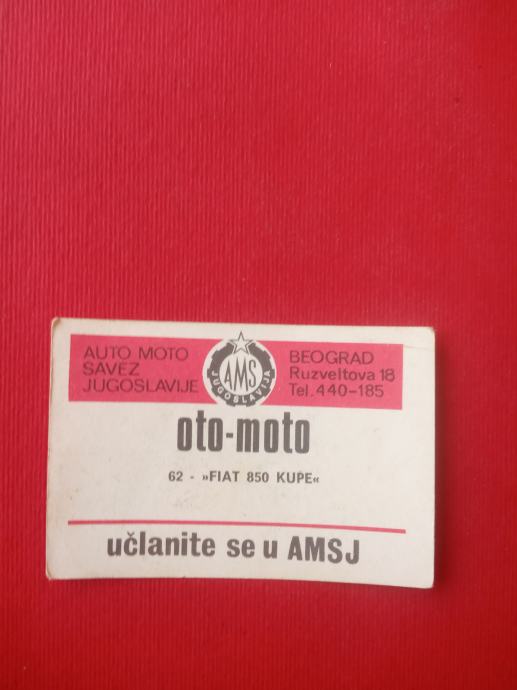 AUTO MOTO
SAVEZ
JUGOSLAVIJE
AMS
JUGOSLAVIJA
BEOGRAD
Ruzveltova 18
Tel. 440-185
oto-moto
62 - »FIAT 850 KUPE«
učlanite se u AMSJ